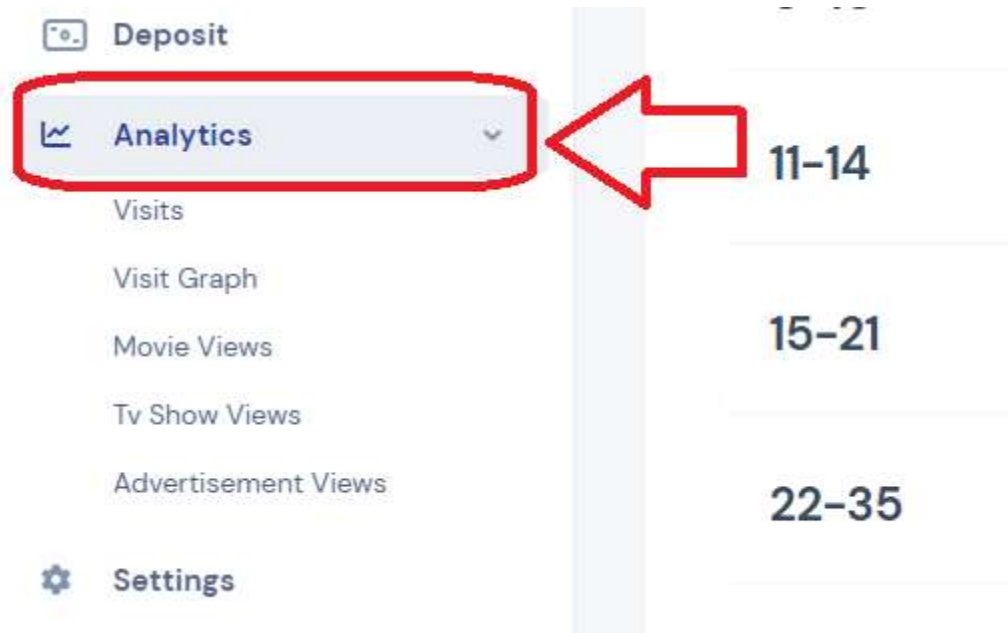 Deposit
Analytics
Visits
Visit Graph
Movie Views
Tv Show Views
Advertisement Views
Settings
11-14
15-21
22-35